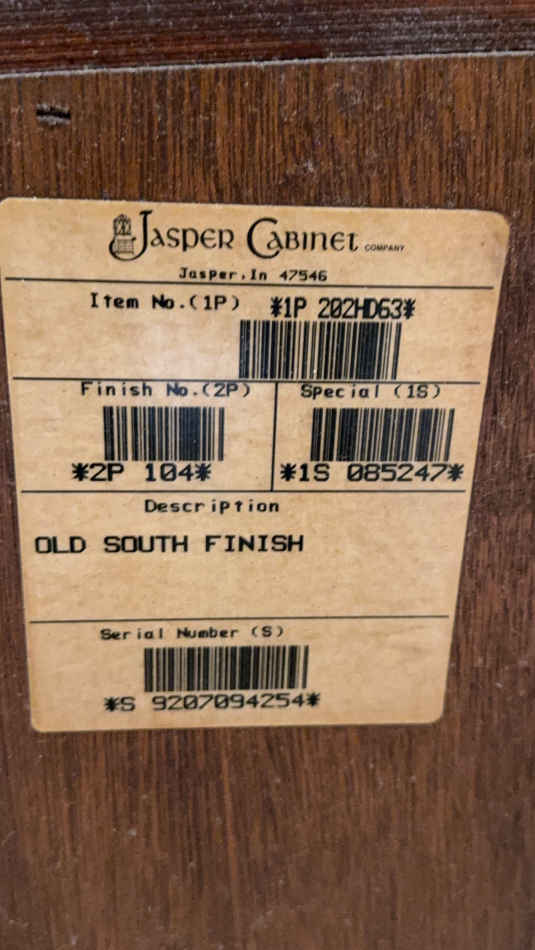 JASPER CABINET COMPANY
Jasper,In 47546
Item No.(1P) *1P 202HD63*
Finish No.(2P) Special (1S)
*2P 104* *1S 085247*
Description
OLD SOUTH FINISH
Serial Number (S)
*S 9207094254*